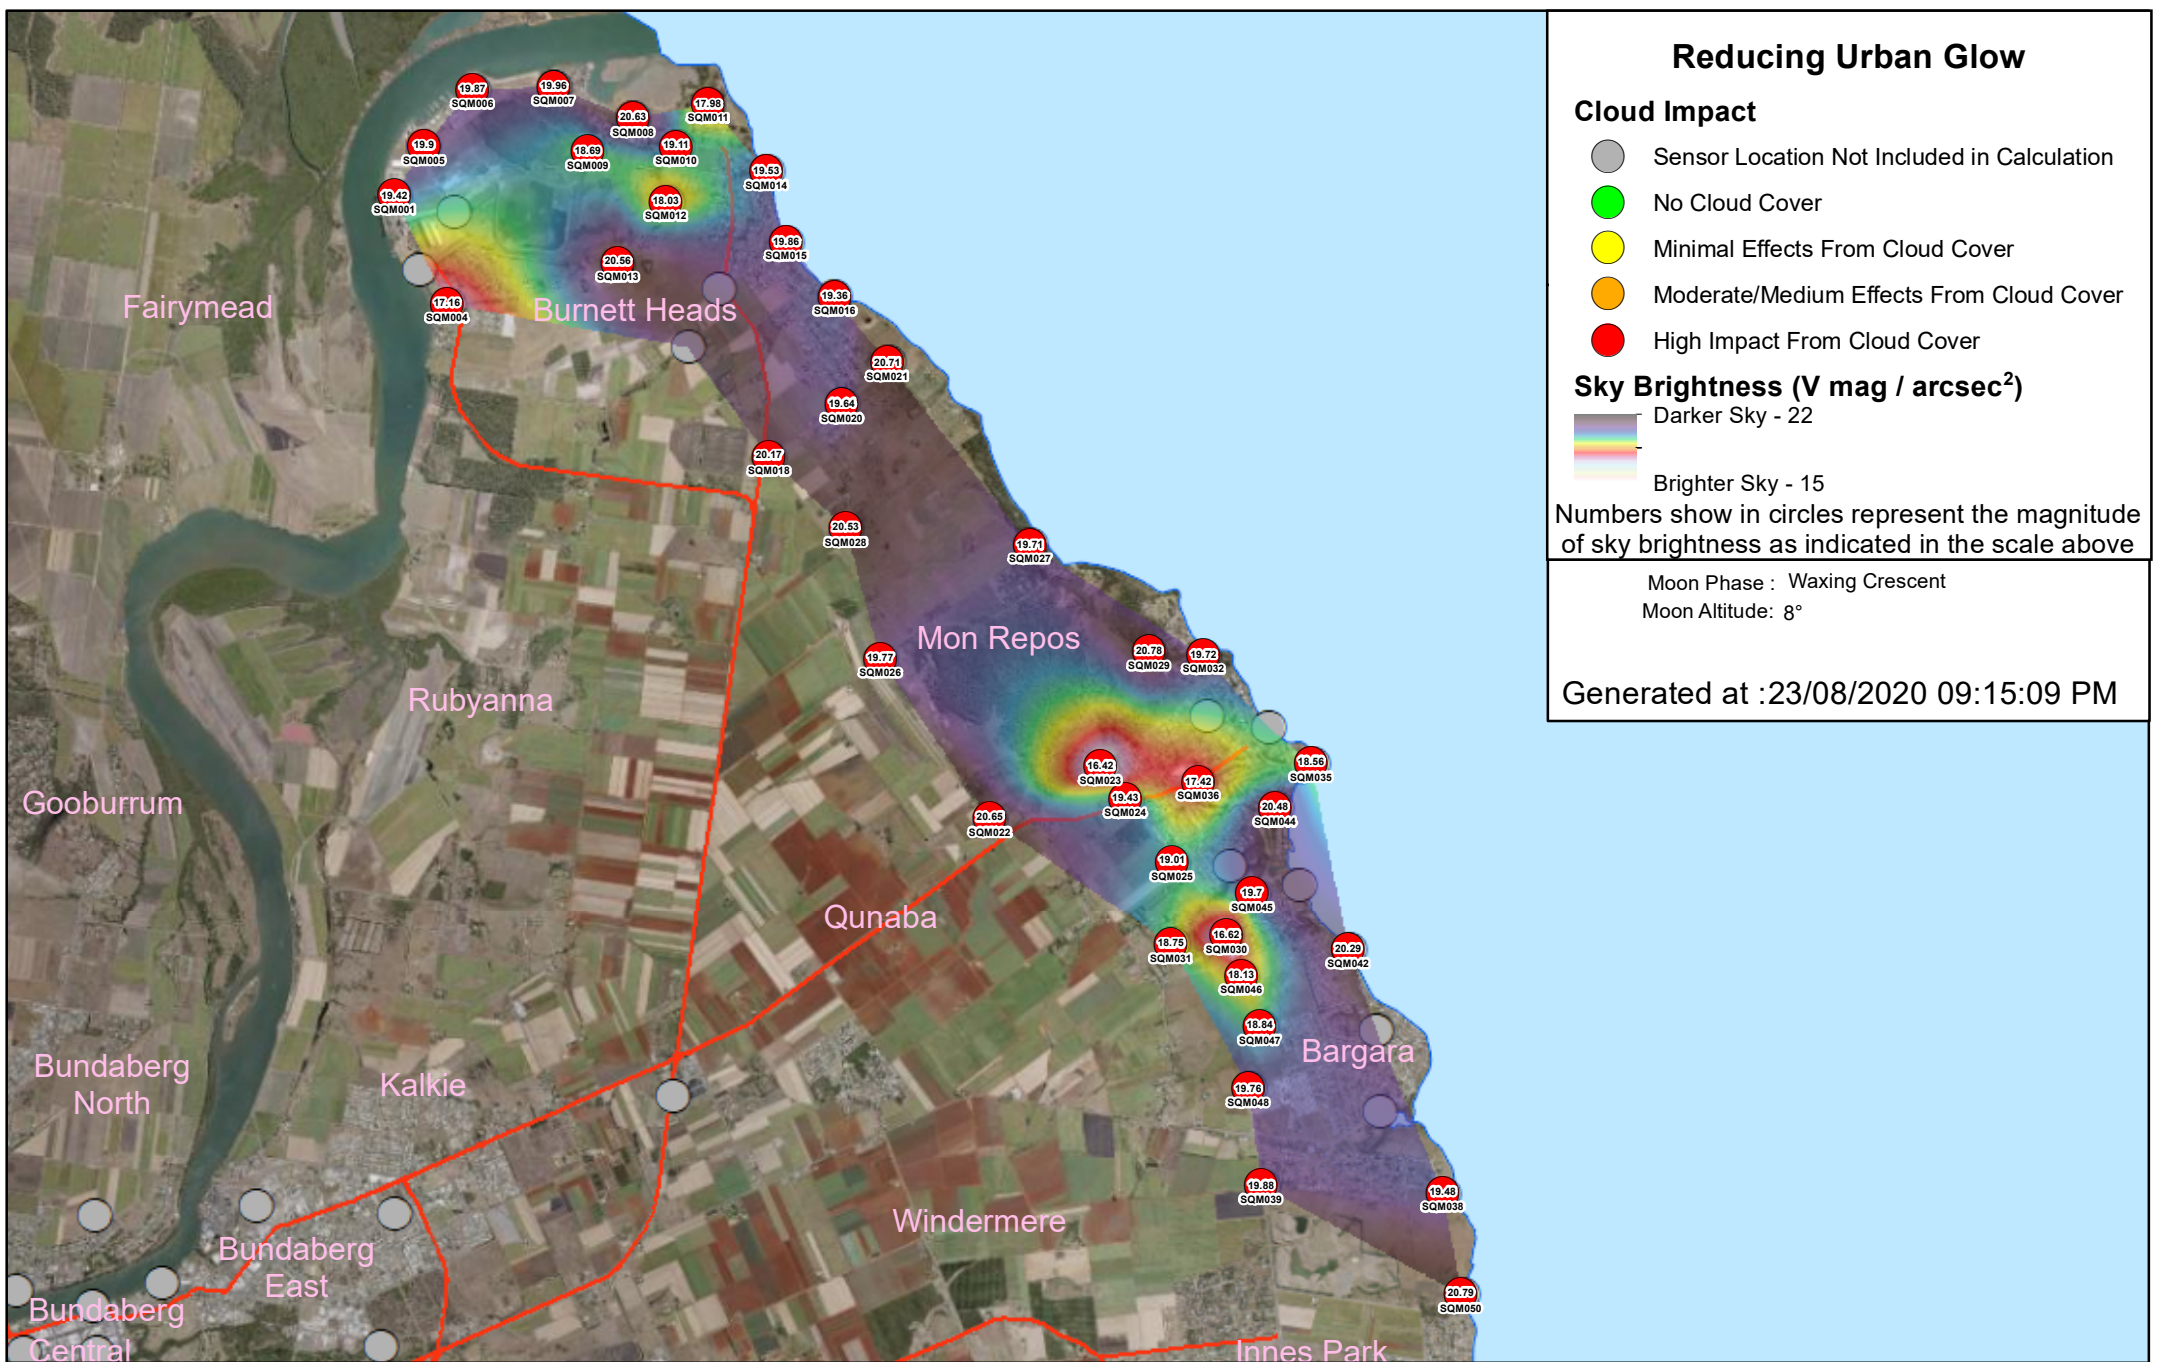 Reducing Urban Glow
Cloud Impact
Sensor Location Not Included in Calculation
No Cloud Cover
Minimal Effects From Cloud Cover
Moderate/Medium Effects From Cloud Cover
High Impact From Cloud Cover
Sky Brightness (V mag / arcsec²)
Darker Sky - 22
Brighter Sky - 15
Numbers show in circles represent the magnitude
of sky brightness as indicated in the scale above
Moon Phase : Waxing Crescent
Moon Altitude: 8°
Generated at :23/08/2020 09:15:09 PM
19.87
SQM006
19.96
SQM007
20.63
SQM008
17.98
SQM011
19.9
SQM005
18.69
SQM009
19.11
SQM010
19.53
SQM014
19.42
SQM001
18.03
SQM012
19.86
SQM015
20.56
SQM013
17.16
SQM004
19.36
SQM016
Fairymead
Burnett Heads
20.71
SQM021
19.64
SQM020
20.17
SQM018
20.53
SQM028
19.71
SQM027
Mon Repos
19.77
SQM026
20.78
SQM029
19.72
SQM032
Rubyanna
16.42
SQM023
17.42
SQM036
18.56
SQM035
19.43
SQM024
20.48
SQM044
20.65
SQM022
Gooburrum
19.01
SQM025
19.7
SQM045
Qunaba
18.75
SQM031
16.62
SQM030
20.29
SQM042
18.13
SQM046
18.84
SQM047
Bargara
Bundaberg
North
Kalkie
19.76
SQM048
19.88
SQM039
19.48
SQM038
Windermere
Bundaberg
East
20.79
SQM050
Bundaberg
Central
Innes Park